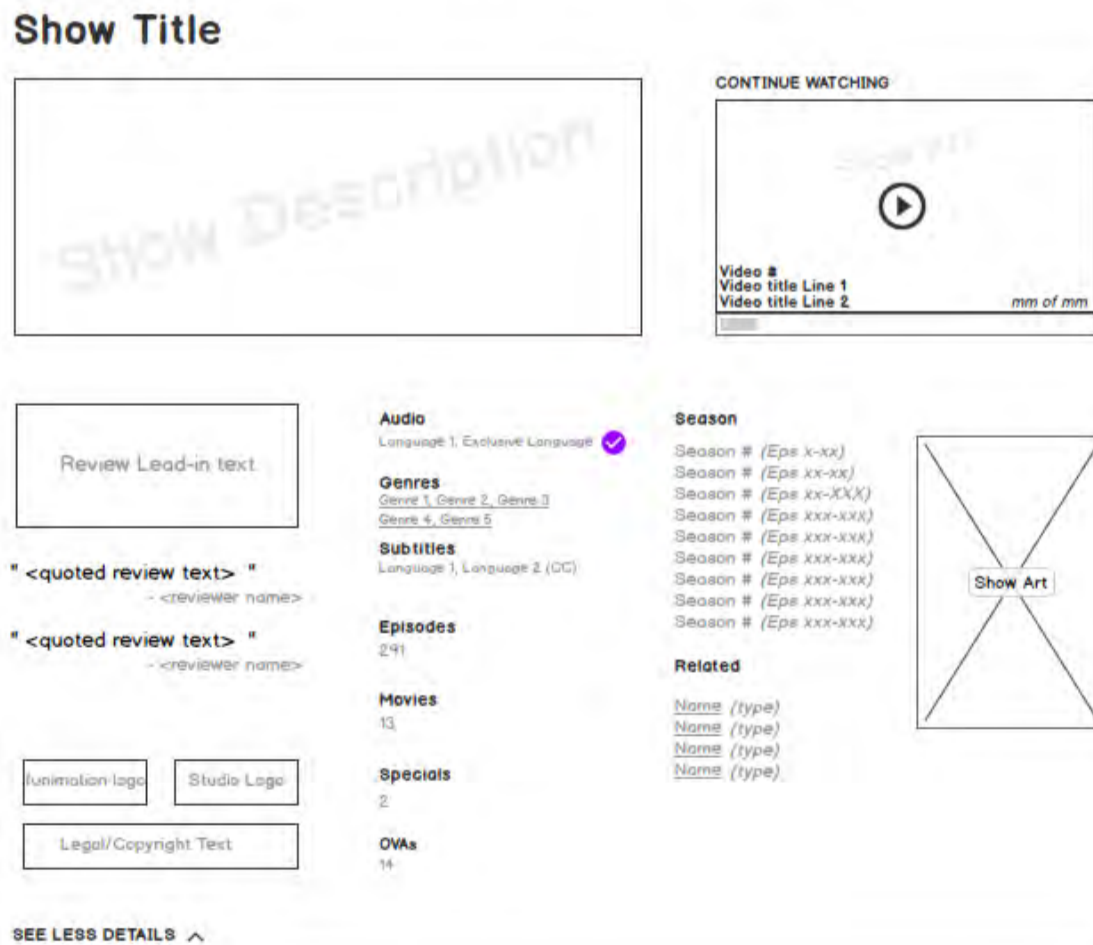 Show Title
Show Description
CONTINUE WATCHING
Video #
Video title Line 1
Video title Line 2
mm of mm
Review Lead-in text
" <quoted review text> "
- <reviewer name>
" <quoted review text> "
- <reviewer name>
funimation logo
Studio Logo
Legal/Copyright Text
Audio
Language 1, Exclusive Language
Genres
Genre 1, Genre 2, Genre 3
Genre 4, Genre 5
Subtitles
Language 1, Language 2 (CC)
Episodes
291
Movies
13
Specials
2
OVAs
14
Season
Season # (Eps x-xx)
Season # (Eps xx-xx)
Season # (Eps xx-XXX)
Season # (Eps xxx-xxx)
Season # (Eps xxx-xxx)
Season # (Eps xxx-xxx)
Season # (Eps xxx-xxx)
Season # (Eps xxx-xxx)
Season # (Eps xxx-xxx)
Related
Name (type)
Name (type)
Name (type)
Name (type)
Show Art
SEE LESS DETAILS